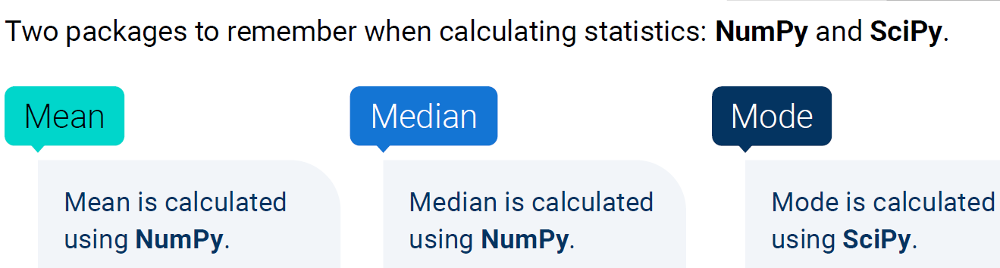 Two packages to remember when calculating statistics: NumPy and SciPy.
Mean
Mean is calculated
using NumPy.
Median
Median is calculated
using NumPy.
Mode
Mode is calculated
using SciPy.